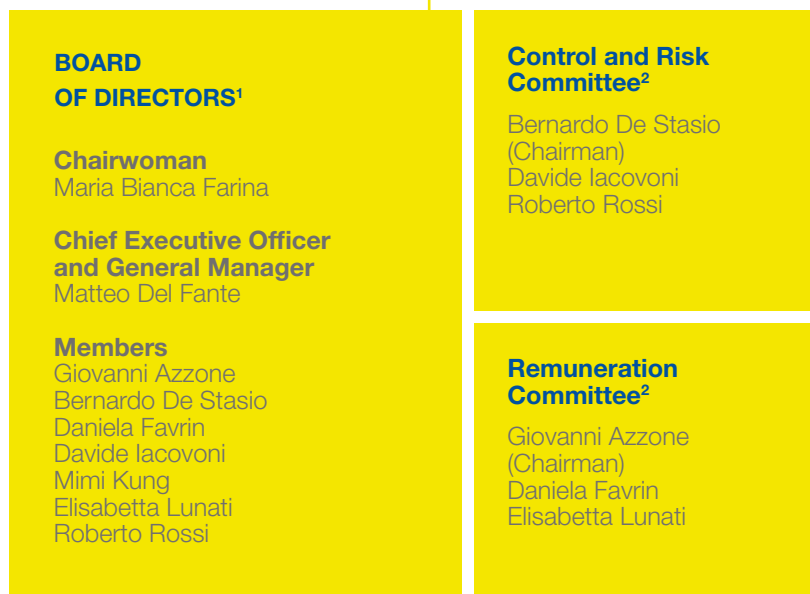 BOARD
OF DIRECTORS¹
Chairwoman
Maria Bianca Farina
Chief Executive Officer
and General Manager
Matteo Del Fante
Members
Giovanni Azzone
Bernardo De Stasio
Daniela Favrin
Davide Iacovoni
Mimi Kung
Elisabetta Lunati
Roberto Rossi
Control and Risk
Committee²
Bernardo De Stasio
(Chairman)
Davide Iacovoni
Roberto Rossi
Remuneration
Committee²
Giovanni Azzone
(Chairman)
Daniela Favrin
Elisabetta Lunati